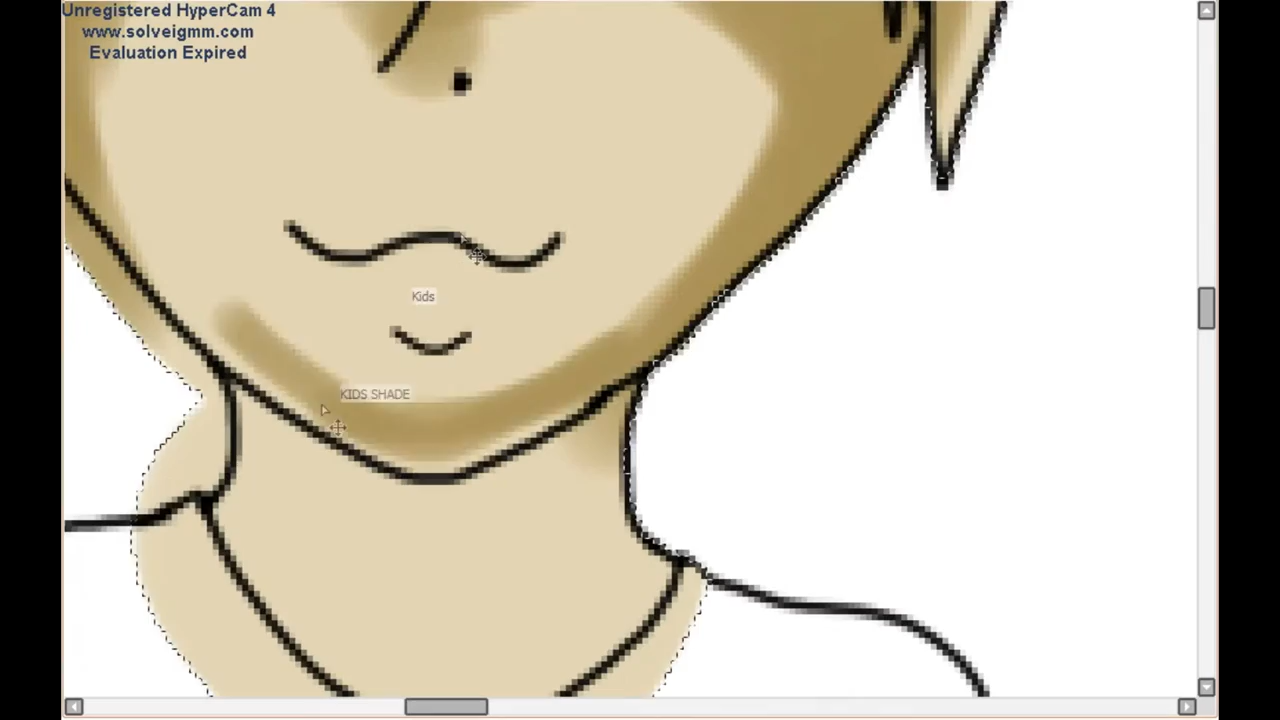 Unregistered HyperCam 4
www.solveigmm.com
Evaluation Expired
Kids
KIDS SHADE